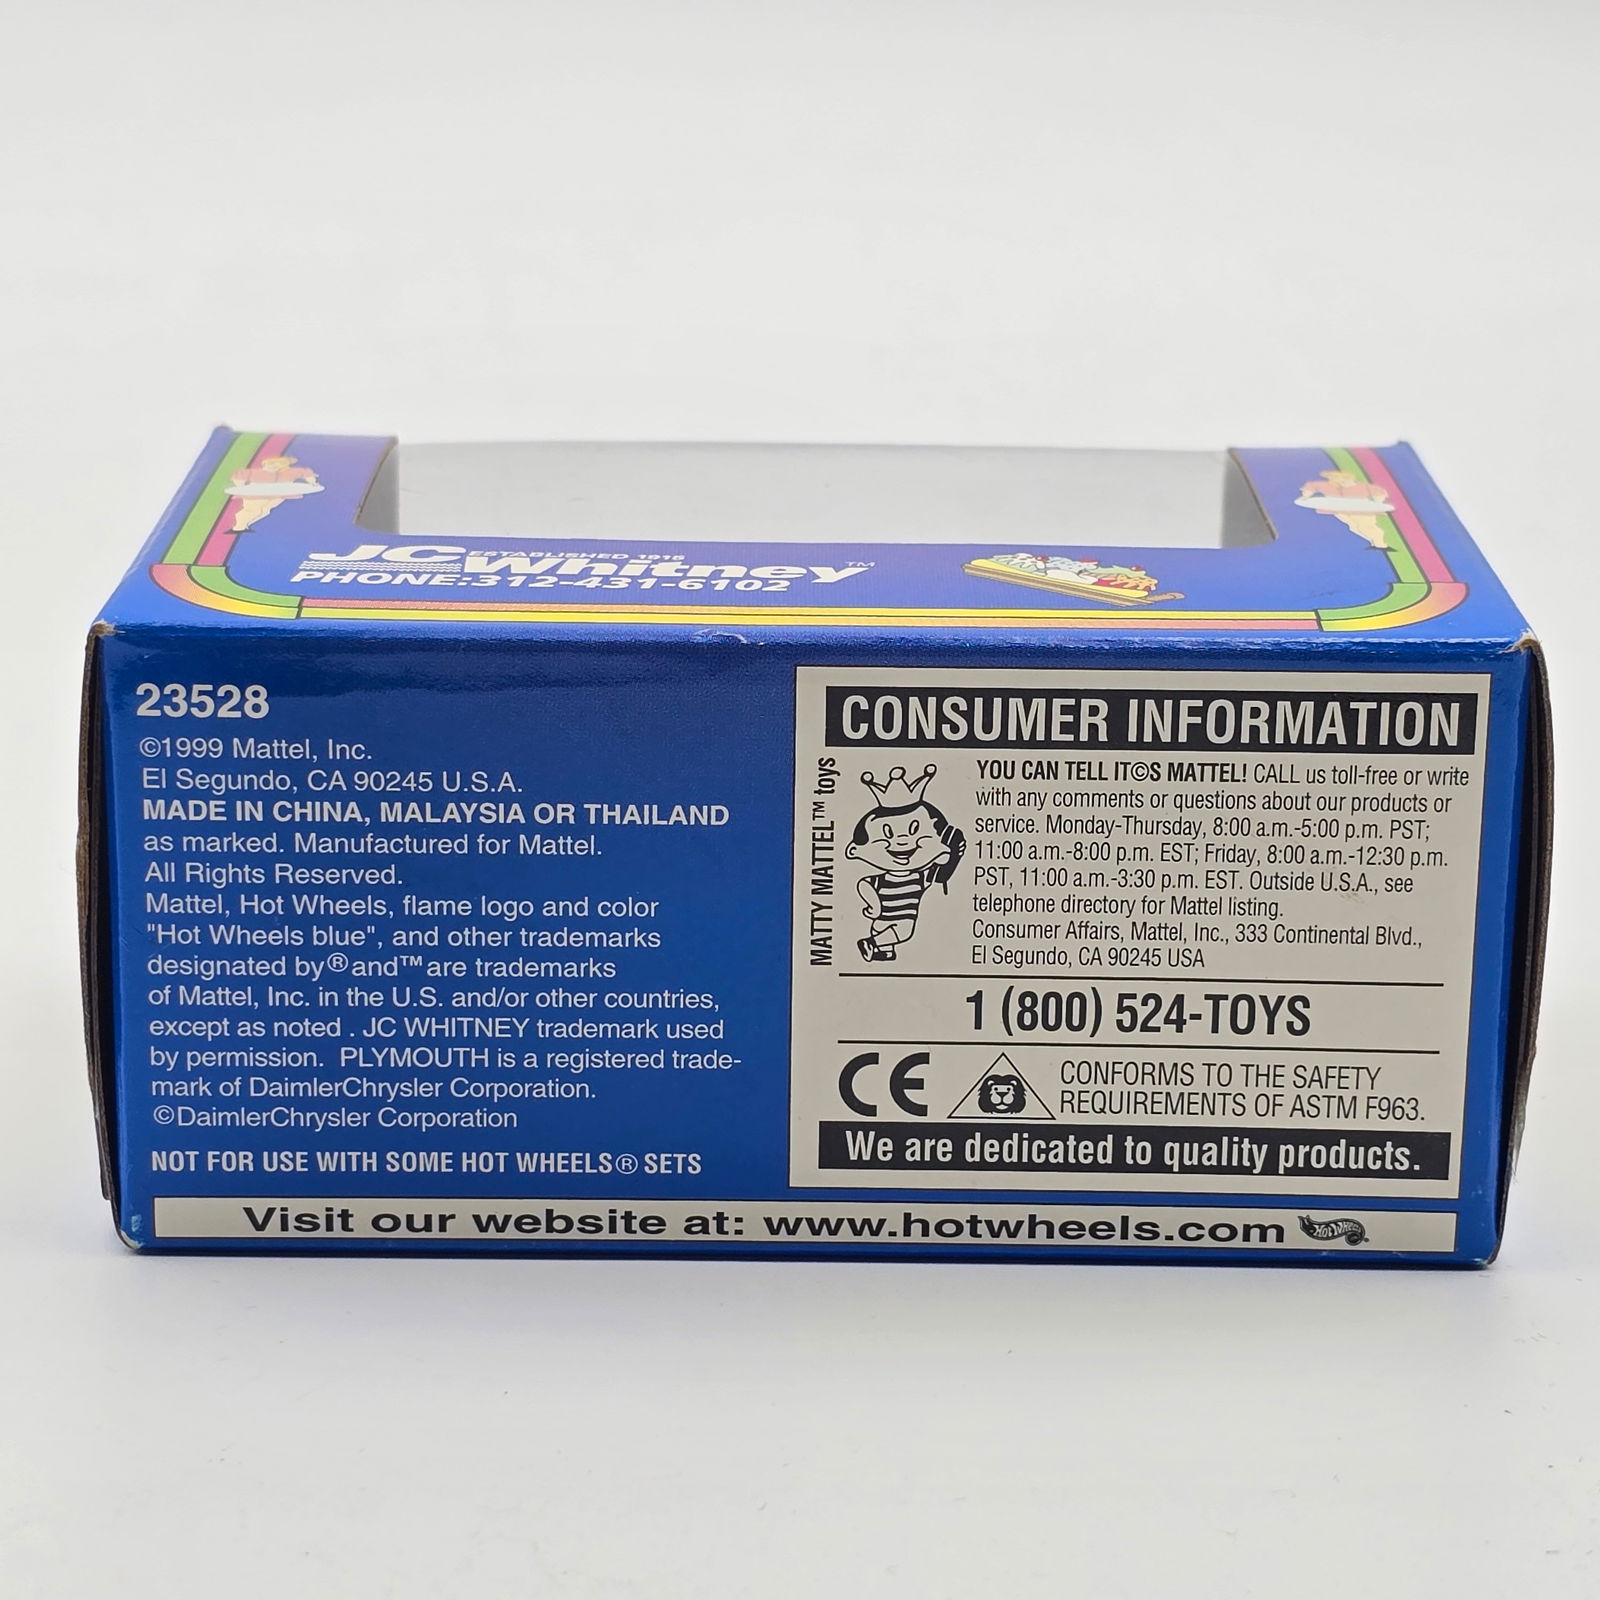 JC Whitney™
ESTABLISHED 1915
PHONE:312-431-6102
23528
©1999 Mattel, Inc.
El Segundo, CA 90245 U.S.A.
MADE IN CHINA, MALAYSIA OR THAILAND
as marked. Manufactured for Mattel.
All Rights Reserved.
Mattel, Hot Wheels, flame logo and color
"Hot Wheels blue", and other trademarks
designated by ® and ™ are trademarks
of Mattel, Inc. in the U.S. and/or other countries,
except as noted . JC WHITNEY trademark used
by permission. PLYMOUTH is a registered trade-
mark of DaimlerChrysler Corporation.
©DaimlerChrysler Corporation
NOT FOR USE WITH SOME HOT WHEELS® SETS
CONSUMER INFORMATION
MATTY MATTEL™ toys
YOU CAN TELL IT©S MATTEL! CALL us toll-free or write
with any comments or questions about our products or
service. Monday-Thursday, 8:00 a.m.-5:00 p.m. PST;
11:00 a.m.-8:00 p.m. EST; Friday, 8:00 a.m.-12:30 p.m.
PST, 11:00 a.m.-3:30 p.m. EST. Outside U.S.A., see
telephone directory for Mattel listing.
Consumer Affairs, Mattel, Inc., 333 Continental Blvd.,
El Segundo, CA 90245 USA
1 (800) 524-TOYS
CE
CONFORMS TO THE SAFETY
REQUIREMENTS OF ASTM F963.
We are dedicated to quality products.
Visit our website at: www.hotwheels.com
Hot Wheels